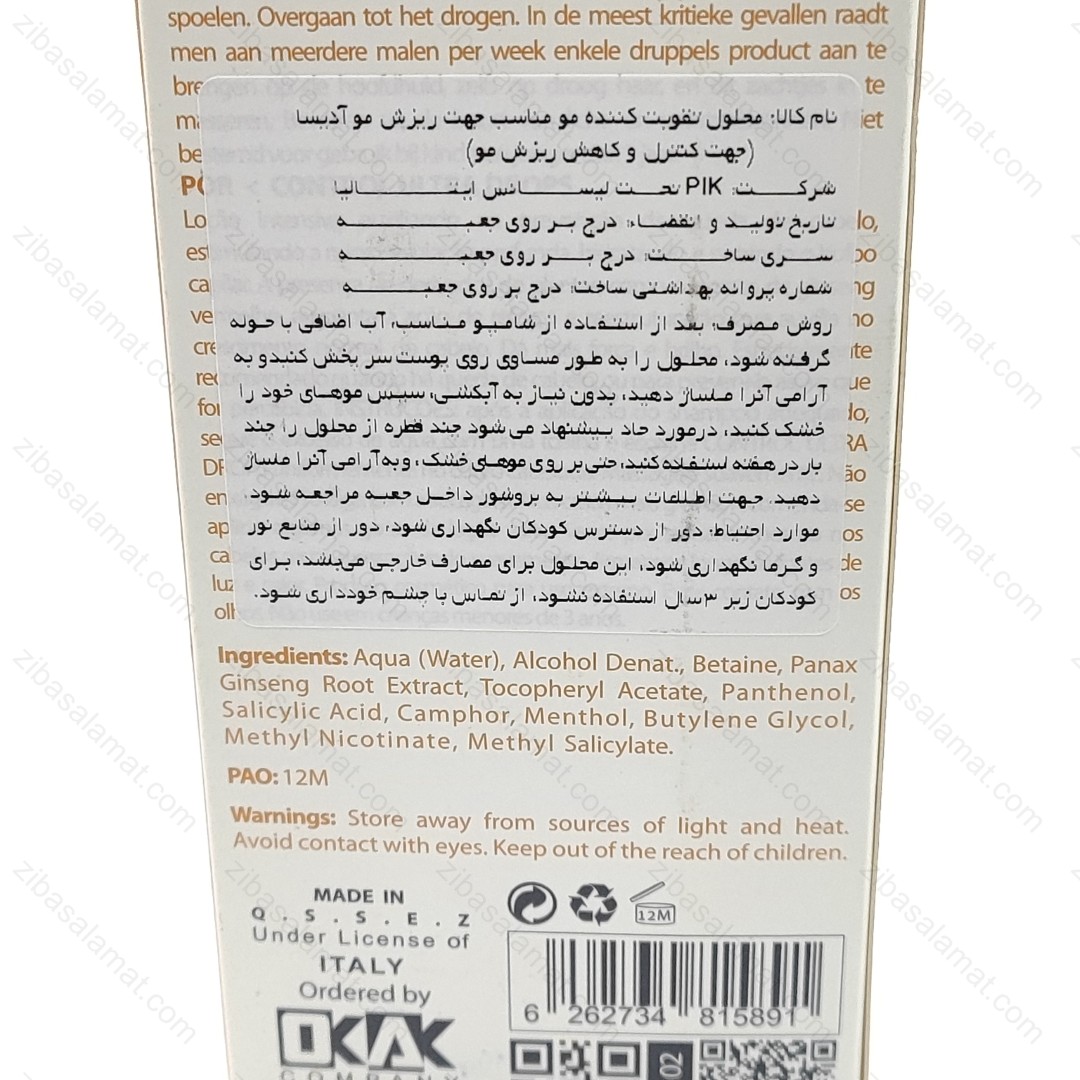 spoelen. Overgaan tot het drogen. In de meest kritieke gevallen raadt
men aan meerdere malen per week enkele druppels product aan te
نام کالا: محلول تقویت کننده مو مناسب جهت ریزش مو آدیسا
(جهت کنترل و کاهش ریزش مو)
شرکت: PIK تحت لیسانس ایتالیا
تاریخ تولید و انقضاء: درج بر روی جعبه
سری ساخت: درج بر روی جعبه
شماره پروانه بهداشتی ساخت: درج بر روی جعبه
روش مصرف: بعد از استفاده از شامپو مناسب، آب اضافی با حوله
گرفته شود، محلول را به طور مساوی روی پوست سر پخش کنید و به
آرامی آنرا ماساژ دهید، بدون نیاز به آبکشی، سپس موهای خود را
خشک کنید، درمورد حاد پیشنهاد می شود چند قطره از محلول را چند
بار در هفته استفاده کنید، حتی بر روی موهای خشک، و به آرامی آنرا ماساژ
دهید. جهت اطلاعات بیشتر به بروشور داخل جعبه مراجعه شود.
موارد احتیاط: دور از دسترس کودکان نگهداری شود، دور از منابع نور
و گرما نگهداری شود، این محلول برای مصارف خارجی می‌باشد، برای
کودکان زیر ۳ سال استفاده نشود، از تماس با چشم خودداری شود.
Ingredients: Aqua (Water), Alcohol Denat., Betaine, Panax
Ginseng Root Extract, Tocopheryl Acetate, Panthenol,
Salicylic Acid, Camphor, Menthol, Butylene Glycol,
Methyl Nicotinate, Methyl Salicylate.
PAO: 12M
Warnings: Store away from sources of light and heat.
Avoid contact with eyes. Keep out of the reach of children.
MADE IN
Q . S . S . E . Z
Under License of
ITALY
Ordered by
OKAK
COMPANY
12M
6 262734 815891
02
zibasalamat.com